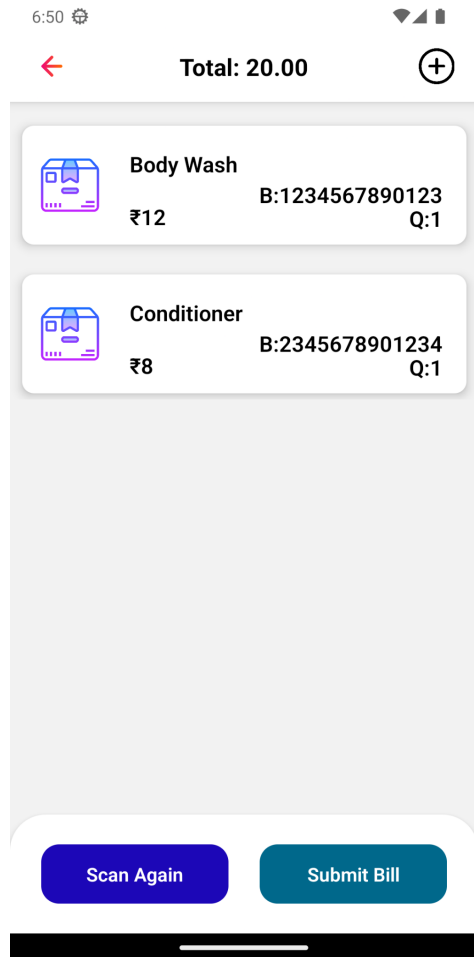 6:50
Total: 20.00
Body Wash
B:1234567890123
₹12
Q:1
Conditioner
B:2345678901234
₹8
Q:1
Scan Again
Submit Bill